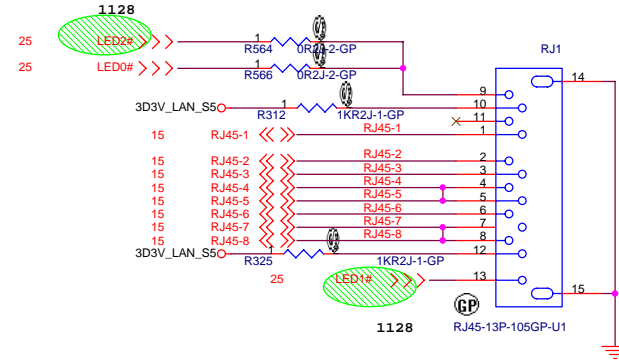 1128
25 LED2# 1 R564 0R2J-2-GP
RJ1
25 LED0# 1 R566 0R2J-2-GP
14
9
3D3V_LAN_S5 1 R312 1KR2J-1-GP 10
11
15 RJ45-1 RJ45-1 1
15 RJ45-2 RJ45-2 2
15 RJ45-3 RJ45-3 3
15 RJ45-4 RJ45-4 4
15 RJ45-5 RJ45-5 5
15 RJ45-6 RJ45-6 6
15 RJ45-7 RJ45-7 7
15 RJ45-8 RJ45-8 8
3D3V_LAN_S5 1 R325 1KR2J-1-GP 12
25 LED1# 13
15
GP
1128
RJ45-13P-105GP-U1